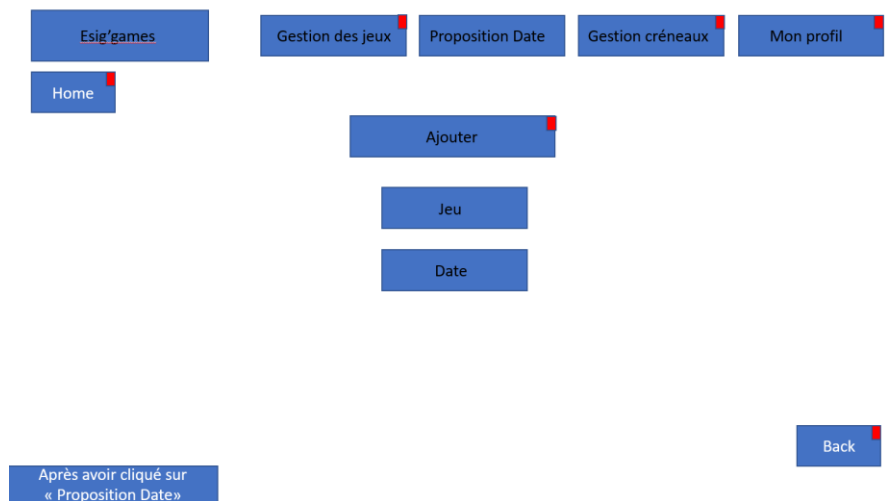 Esig'games
Gestion des jeux
Proposition Date
Gestion créneaux
Mon profil
Home
Ajouter
Jeu
Date
Back
Après avoir cliqué sur
« Proposition Date»